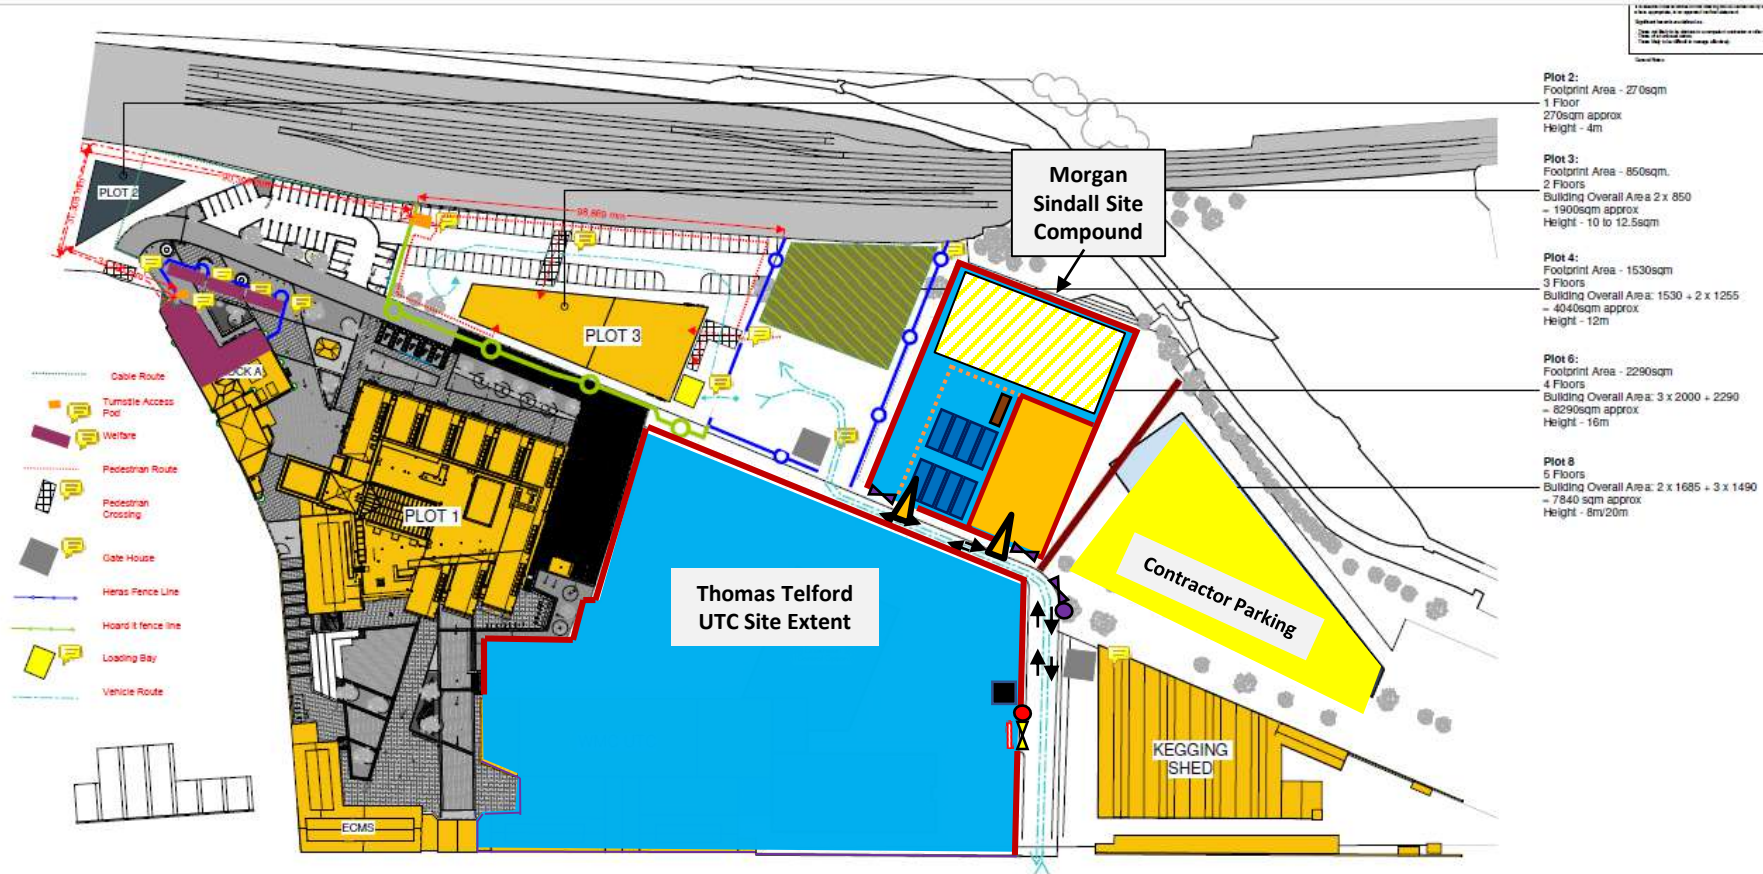 Plot 2:
Footprint Area - 270sqm
1 Floor
270sqm approx
Height - 4m
Plot 3:
Footprint Area - 850sqm.
2 Floors
Building Overall Area 2 x 850
= 1900sqm approx
Height - 10 to 12.5sqm
Plot 4:
Footprint Area - 1530sqm
3 Floors
Building Overall Area: 1530 + 2 x 1255
= 4040sqm approx
Height - 12m
Plot 6:
Footprint Area - 2290sqm
4 Floors
Building Overall Area: 3 x 2000 + 2290
= 8290sqm approx
Height - 16m
Plot 8
5 Floors
Building Overall Area: 2 x 1685 + 3 x 1490
= 7840 sqm approx
Height - 8m/20m
Morgan
Sindall Site
Compound
PLOT 2
98,869 mm
PLOT 3
OCK A
PLOT 1
Thomas Telford
UTC Site Extent
Contractor Parking
KEGGING
SHED
ECMS
Cable Route
Turnstile Access
Pod
Welfare
Pedestrian Route
Pedestrian
Crossing
Gate House
Heras Fence Line
Hoard it fence line
Loading Bay
Vehicle Route